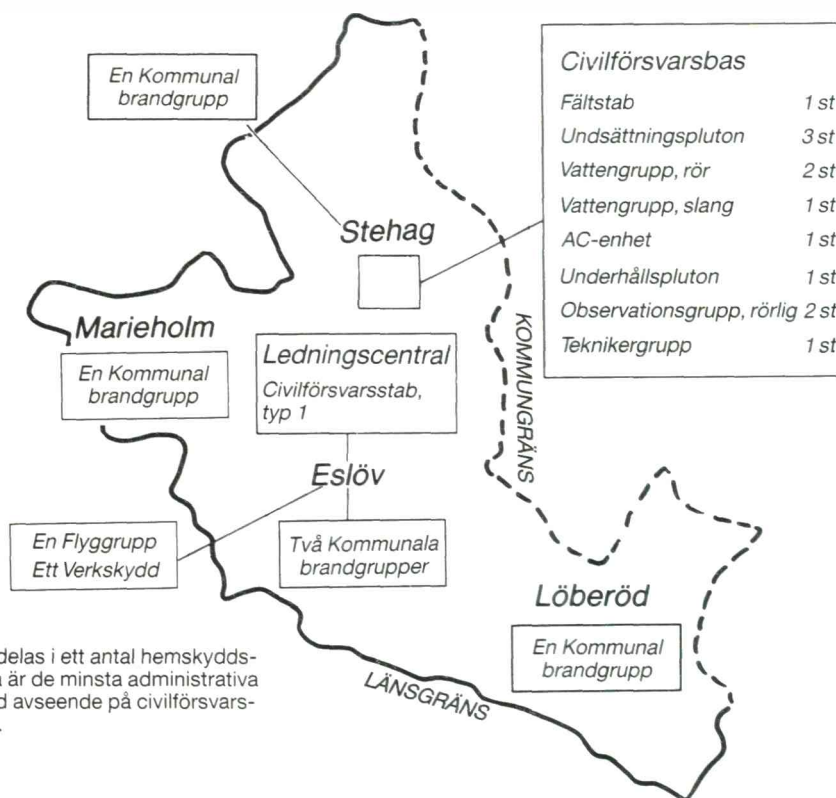 En Kommunal
brandgrupp
Civilförsvarsbas
Fältstab 1 st
Undsättningspluton 3 st
Vattengrupp, rör 2 st
Vattengrupp, slang 1 st
AC-enhet 1 st
Underhållspluton 1 st
Observationsgrupp, rörlig 2 st
Teknikergrupp 1 st
Stehag
Marieholm
En Kommunal
brandgrupp
Ledningscentral
Civilförsvarsstab,
typ 1
KOMMUNGRÄNS
Eslöv
En Flyggrupp
Ett Verkskydd
Två Kommunala
brandgrupper
Löberöd
En Kommunal
brandgrupp
LÄNSGRÄNS
delas i ett antal hemskydds-
är de minsta administrativa
d avseende på civilförsvars-
.